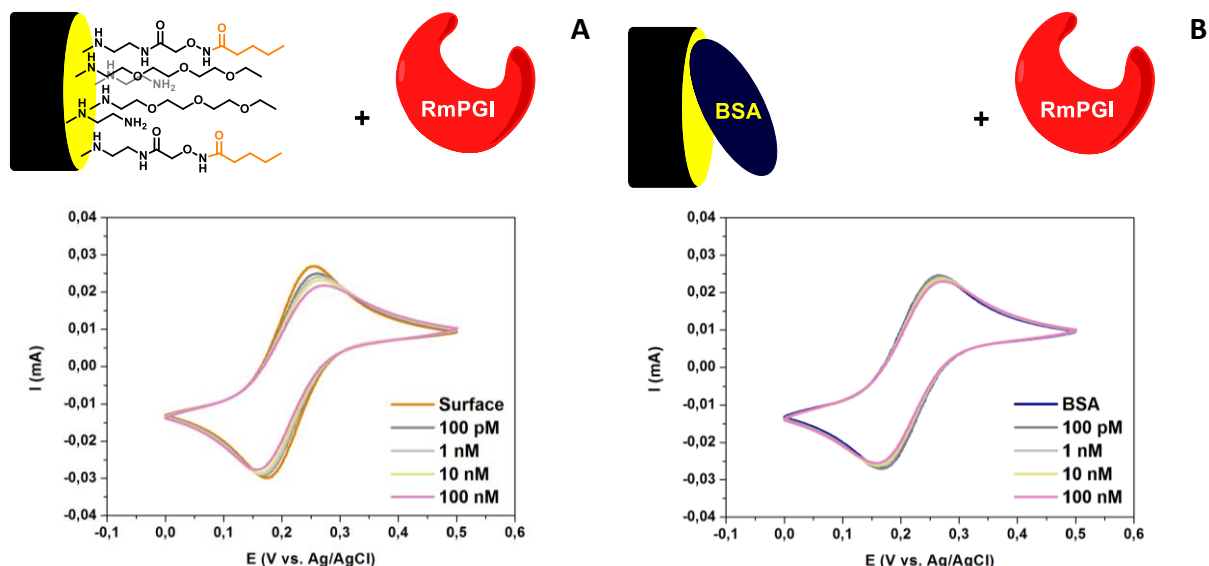 A
B
H
N
N
H
O
O
N
H
O
H
N
O
O
O
H
N
NH2
HN
O
O
O
H
N
NH2
H
N
N
H
O
O
N
H
O
+
RmPGI
BSA
+
RmPGI
0,04
0,03
0,02
0,01
0,00
-0,01
-0,02
-0,03
-0,04
I (mA)
Surface
100 pM
1 nM
10 nM
100 nM
-0,1 0,0 0,1 0,2 0,3 0,4 0,5 0,6
E (V vs. Ag/AgCl)
0,04
0,03
0,02
0,01
0,00
-0,01
-0,02
-0,03
-0,04
I (mA)
BSA
100 pM
1 nM
10 nM
100 nM
-0,1 0,0 0,1 0,2 0,3 0,4 0,5 0,6
E (V vs. Ag/AgCl)